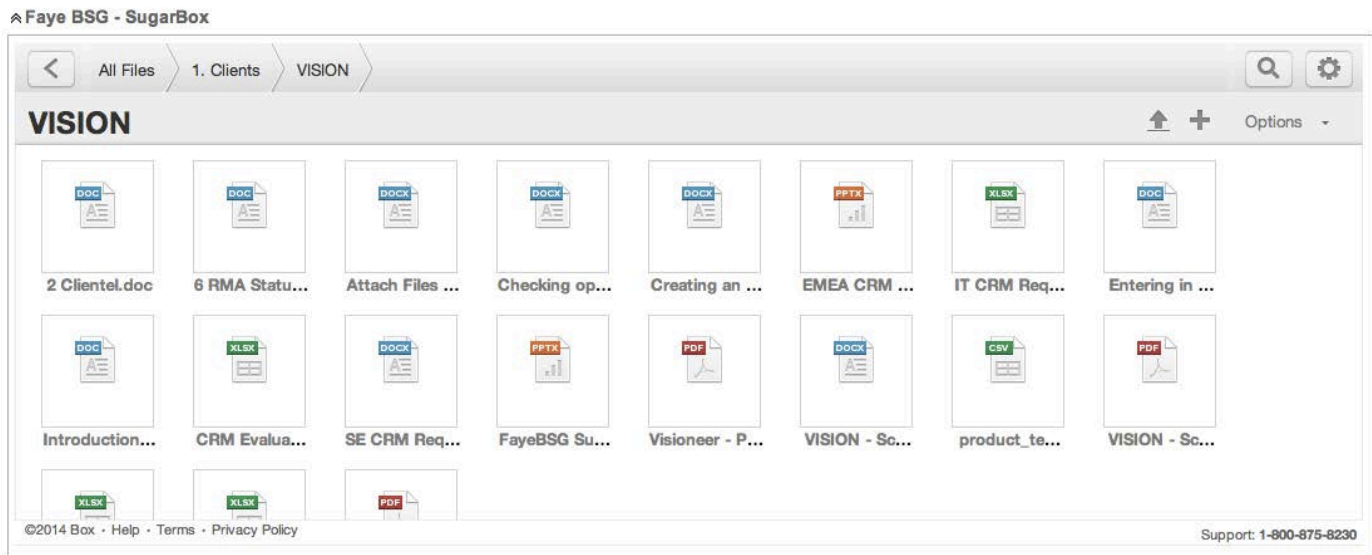 Faye BSG - SugarBox
All Files 1. Clients VISION
VISION
Options
DOC DOC DOCX DOCX DOCX PPTX XLSX DOC
2 Clientel.doc 6 RMA Statu... Attach Files ... Checking op... Creating an ... EMEA CRM ... IT CRM Req... Entering in ...
DOC XLSX DOCX PPTX PDF DOCX CSV PDF
Introduction... CRM Evalua... SE CRM Req... FayeBSG Su... Visioneer - P... VISION - Sc... product_te... VISION - Sc...
XLSX XLSX PDF
©2014 Box · Help · Terms · Privacy Policy
Support: 1-800-875-8230